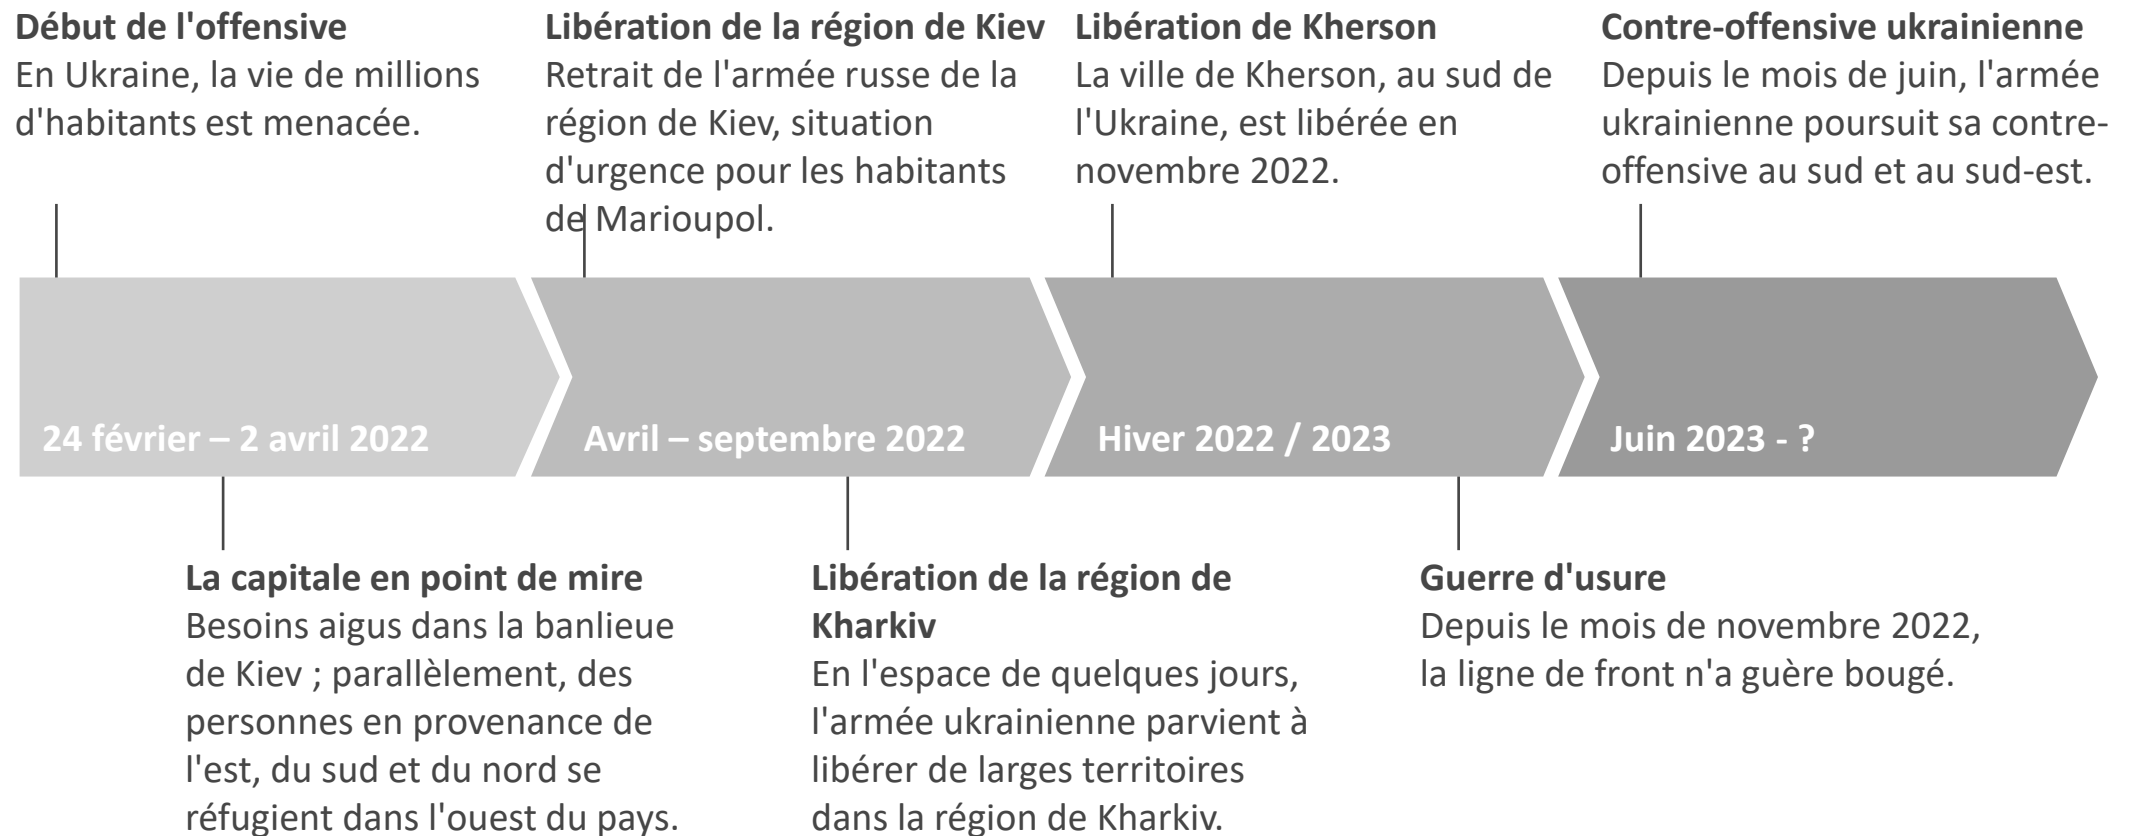 Début de l'offensive
En Ukraine, la vie de millions
d'habitants est menacée.
Libération de la région de Kiev
Retrait de l'armée russe de la
région de Kiev, situation
d'urgence pour les habitants
de Marioupol.
Libération de Kherson
La ville de Kherson, au sud de
l'Ukraine, est libérée en
novembre 2022.
Contre-offensive ukrainienne
Depuis le mois de juin, l'armée
ukrainienne poursuit sa contre-
offensive au sud et au sud-est.
24 février – 2 avril 2022
Avril – septembre 2022
Hiver 2022 / 2023
Juin 2023 - ?
La capitale en point de mire
Besoins aigus dans la banlieue
de Kiev ; parallèlement, des
personnes en provenance de
l'est, du sud et du nord se
réfugient dans l'ouest du pays.
Libération de la région de
Kharkiv
En l'espace de quelques jours,
l'armée ukrainienne parvient à
libérer de larges territoires
dans la région de Kharkiv.
Guerre d'usure
Depuis le mois de novembre 2022,
la ligne de front n'a guère bougé.